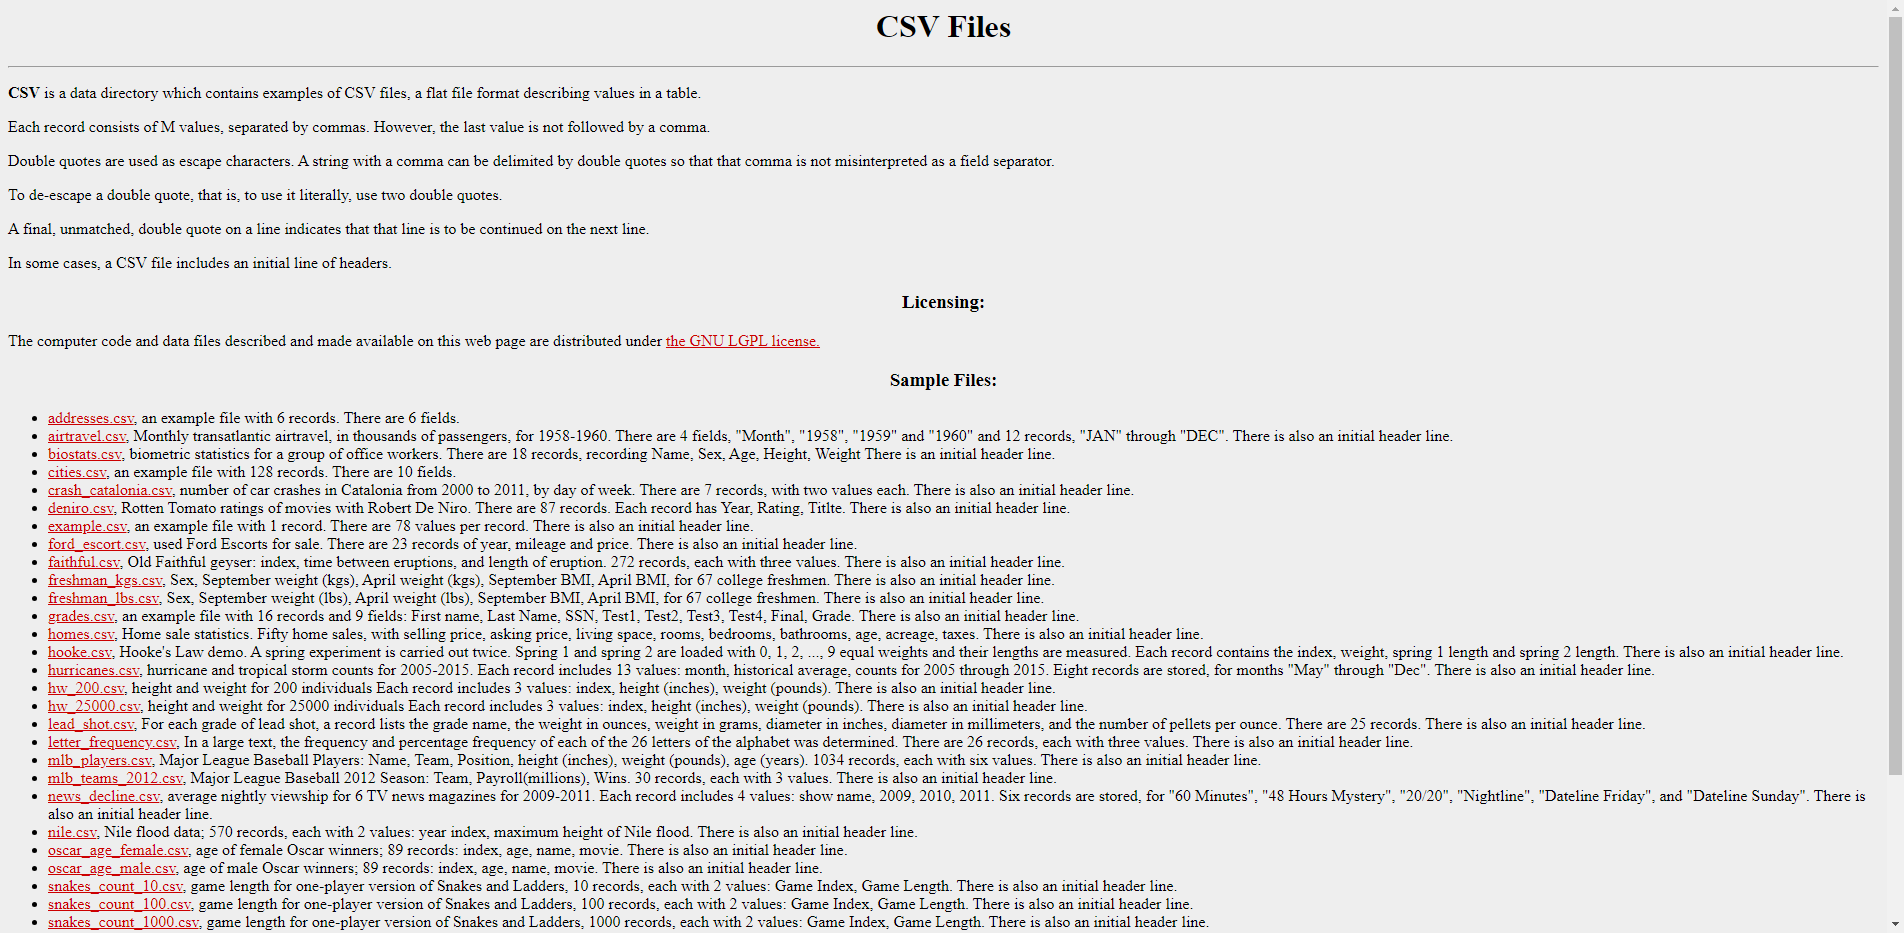 CSV Files
CSV is a data directory which contains examples of CSV files, a flat file format describing values in a table.
Each record consists of M values, separated by commas. However, the last value is not followed by a comma.
Double quotes are used as escape characters. A string with a comma can be delimited by double quotes so that that comma is not misinterpreted as a field separator.
To de-escape a double quote, that is, to use it literally, use two double quotes.
A final, unmatched, double quote on a line indicates that that line is to be continued on the next line.
In some cases, a CSV file includes an initial line of headers.
Licensing:
The computer code and data files described and made available on this web page are distributed under the GNU LGPL license.
Sample Files:
• addresses.csv, an example file with 6 records. There are 6 fields.
• airtravel.csv, Monthly transatlantic airtravel, in thousands of passengers, for 1958-1960. There are 4 fields, "Month", "1958", "1959" and "1960" and 12 records, "JAN" through "DEC". There is also an initial header line.
• biostats.csv, biometric statistics for a group of office workers. There are 18 records, recording Name, Sex, Age, Height, Weight There is an initial header line.
• cities.csv, an example file with 128 records. There are 10 fields.
• crash_catalonia.csv, number of car crashes in Catalonia from 2000 to 2011, by day of week. There are 7 records, with two values each. There is also an initial header line.
• deniro.csv, Rotten Tomato ratings of movies with Robert De Niro. There are 87 records. Each record has Year, Rating, Titlte. There is also an initial header line.
• example.csv, an example file with 1 record. There are 78 values per record. There is also an initial header line.
• ford_escort.csv, used Ford Escorts for sale. There are 23 records of year, mileage and price. There is also an initial header line.
• faithful.csv, Old Faithful geyser: index, time between eruptions, and length of eruption. 272 records, each with three values. There is also an initial header line.
• freshman_kgs.csv, Sex, September weight (kgs), April weight (kgs), September BMI, April BMI, for 67 college freshmen. There is also an initial header line.
• freshman_lbs.csv, Sex, September weight (lbs), April weight (lbs), September BMI, April BMI, for 67 college freshmen. There is also an initial header line.
• grades.csv, an example file with 16 records and 9 fields: First name, Last Name, SSN, Test1, Test2, Test3, Test4, Final, Grade. There is also an initial header line.
• homes.csv, Home sale statistics. Fifty home sales, with selling price, asking price, living space, rooms, bedrooms, bathrooms, age, acreage, taxes. There is also an initial header line.
• hooke.csv, Hooke's Law demo. A spring experiment is carried out twice. Spring 1 and spring 2 are loaded with 0, 1, 2, ..., 9 equal weights and their lengths are measured. Each record contains the index, weight, spring 1 length and spring 2 length. There is also an initial header line.
• hurricanes.csv, hurricane and tropical storm counts for 2005-2015. Each record includes 13 values: month, historical average, counts for 2005 through 2015. Eight records are stored, for months "May" through "Dec". There is also an initial header line.
• hw_200.csv, height and weight for 200 individuals Each record includes 3 values: index, height (inches), weight (pounds). There is also an initial header line.
• hw_25000.csv, height and weight for 25000 individuals Each record includes 3 values: index, height (inches), weight (pounds). There is also an initial header line.
• lead_shot.csv, For each grade of lead shot, a record lists the grade name, the weight in ounces, weight in grams, diameter in inches, diameter in millimeters, and the number of pellets per ounce. There are 25 records. There is also an initial header line.
• letter_frequency.csv, In a large text, the frequency and percentage frequency of each of the 26 letters of the alphabet was determined. There are 26 records, each with three values. There is also an initial header line.
• mlb_players.csv, Major League Baseball Players: Name, Team, Position, height (inches), weight (pounds), age (years). 1034 records, each with six values. There is also an initial header line.
• mlb_teams_2012.csv, Major League Baseball 2012 Season: Team, Payroll(millions), Wins. 30 records, each with 3 values. There is also an initial header line.
• news_decline.csv, average nightly viewship for 6 TV news magazines for 2009-2011. Each record includes 4 values: show name, 2009, 2010, 2011. Six records are stored, for "60 Minutes", "48 Hours Mystery", "20/20", "Nightline", "Dateline Friday", and "Dateline Sunday". There is
also an initial header line.
• nile.csv, Nile flood data; 570 records, each with 2 values: year index, maximum height of Nile flood. There is also an initial header line.
• oscar_age_female.csv, age of female Oscar winners; 89 records: index, age, name, movie. There is also an initial header line.
• oscar_age_male.csv, age of male Oscar winners; 89 records: index, age, name, movie. There is also an initial header line.
• snakes_count_10.csv, game length for one-player version of Snakes and Ladders, 10 records, each with 2 values: Game Index, Game Length. There is also an initial header line.
• snakes_count_100.csv, game length for one-player version of Snakes and Ladders, 100 records, each with 2 values: Game Index, Game Length. There is also an initial header line.
• snakes_count_1000.csv, game length for one-player version of Snakes and Ladders, 1000 records, each with 2 values: Game Index, Game Length. There is also an initial header line.